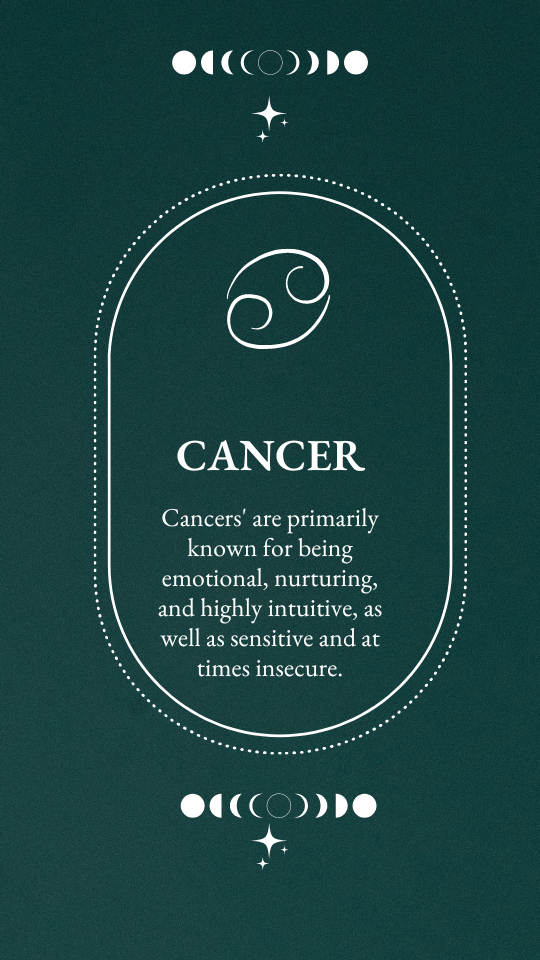 CANCER
Cancers' are primarily
known for being
emotional, nurturing,
and highly intuitive, as
well as sensitive and at
times insecure.